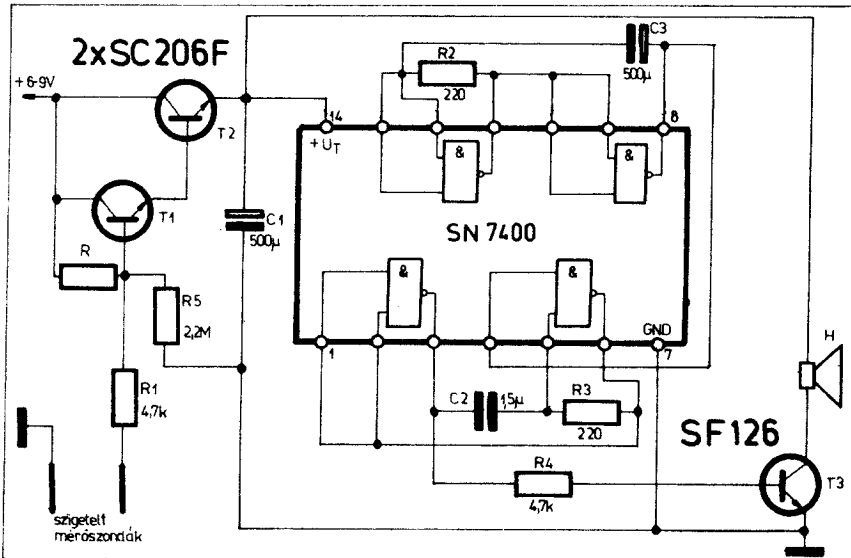 2xSC206F
+6-9V
T2
T1
R
R5
2,2M
R1
4,7k
szigetelt
mérőszondák
C1
500µ
R2
220
C3
500µ
14
8
+UT
&
&
SN 7400
&
&
GND
1
7
C2
1,5µ
R3
220
R4
4,7k
SF126
H
T3